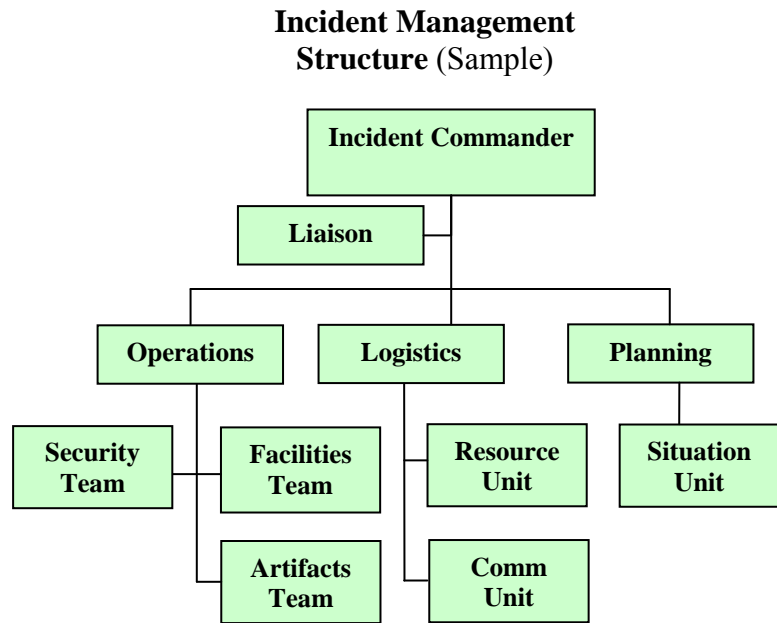 Incident Management
Structure (Sample)
Incident Commander
Liaison
Operations
Logistics
Planning
Security
Team
Facilities
Team
Resource
Unit
Situation
Unit
Artifacts
Team
Comm
Unit